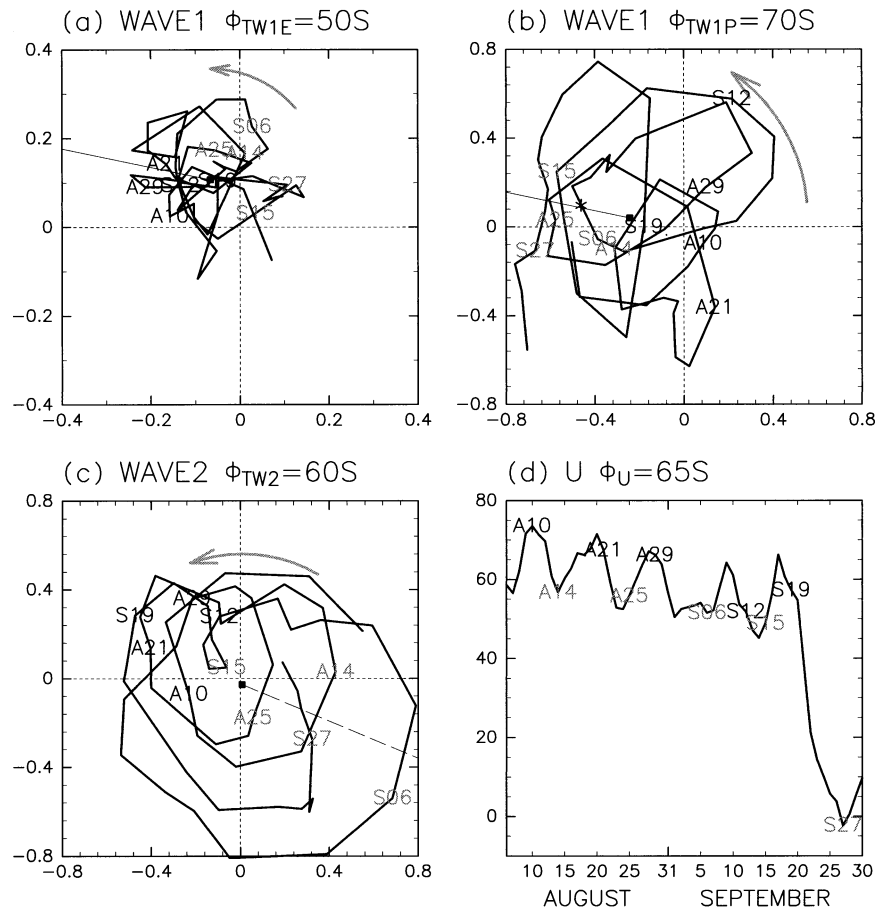 (a) WAVE1 Φ_TW1E=50S
0.4
0.2
0
-0.2
-0.4
-0.4 -0.2 0 0.2 0.4
S06
A25 A14
A2
A29
S27
A10
S15
(b) WAVE1 Φ_TW1P=70S
0.8
0.4
0
-0.4
-0.8
-0.8 -0.4 0 0.4 0.8
S12
S15
A29
A25
S19
S06
A14
A10
S27
A21
(c) WAVE2 Φ_TW2=60S
0.8
0.4
0
-0.4
-0.8
-0.8 -0.4 0 0.4 0.8
A29
S19 S12
A21
S15 A14
A10
A25
S27
S06
(d) U Φ_U=65S
80
60
40
20
0
A10
A21 A29
A14 A25
S06 S12 S19
S15
S27
10 15 20 25 31 5 10 15 20 25 30
AUGUST SEPTEMBER